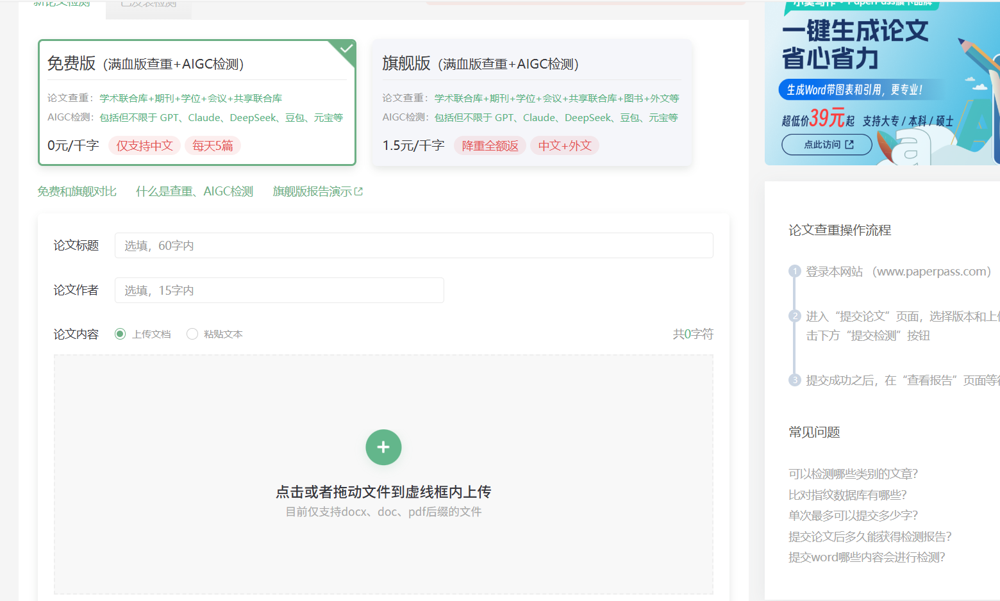 新论文检测
已发表检测
免费版（满血版查重+AIGC检测）
论文查重：学术联合库+期刊+学位+会议+共享联合库
AIGC检测：包括但不限于 GPT、Claude、DeepSeek、豆包、元宝等
0元/千字 仅支持中文 每天5篇
旗舰版（满血版查重+AIGC检测）
论文查重：学术联合库+期刊+学位+会议+共享联合库+图书+外文等
AIGC检测：包括但不限于 GPT、Claude、DeepSeek、豆包、元宝等
1.5元/千字 降重全额返 中文+外文
免费和旗舰对比 什么是查重、AIGC检测 旗舰版报告演示
论文标题 选填，60字内
论文作者 选填，15字内
论文内容 上传文档 粘贴文本 共0字符
点击或者拖动文件到虚线框内上传
目前仅支持docx、doc、pdf后缀的文件
一键生成论文
省心省力
生成Word带图表和引用，更专业！
超低价39元起 支持大专 / 本科 / 硕士
点此访问
论文查重操作流程
1 登录本网站 （www.paperpass.com）
2 进入“提交论文”页面，选择版本和上
击下方“提交检测”按钮
3 提交成功之后，在“查看报告”页面等
常见问题
可以检测哪些类别的文章？
比对指纹数据库有哪些？
单次最多可以提交多少字？
提交论文后多久能获得检测报告？
提交word哪些内容会进行检测？